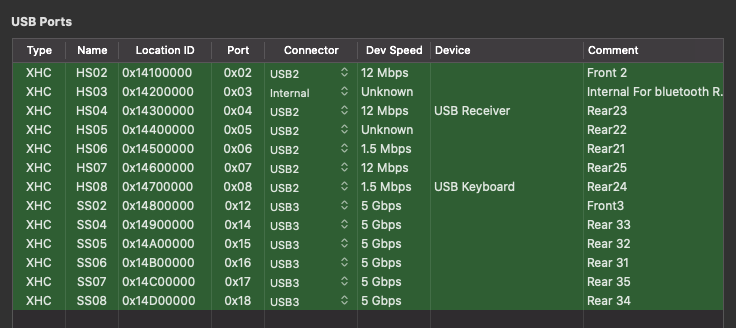 USB Ports
Type Name Location ID Port Connector Dev Speed Device Comment
XHC HS02 0x14100000 0x02 USB2 12 Mbps Front 2
XHC HS03 0x14200000 0x03 Internal Unknown Internal For bluetooth R...
XHC HS04 0x14300000 0x04 USB2 12 Mbps USB Receiver Rear23
XHC HS05 0x14400000 0x05 USB2 Unknown Rear22
XHC HS06 0x14500000 0x06 USB2 1.5 Mbps Rear21
XHC HS07 0x14600000 0x07 USB2 12 Mbps Rear25
XHC HS08 0x14700000 0x08 USB2 1.5 Mbps USB Keyboard Rear24
XHC SS02 0x14800000 0x12 USB3 5 Gbps Front3
XHC SS04 0x14900000 0x14 USB3 5 Gbps Rear 33
XHC SS05 0x14A00000 0x15 USB3 5 Gbps Rear 32
XHC SS06 0x14B00000 0x16 USB3 5 Gbps Rear 31
XHC SS07 0x14C00000 0x17 USB3 5 Gbps Rear 35
XHC SS08 0x14D00000 0x18 USB3 5 Gbps Rear 34